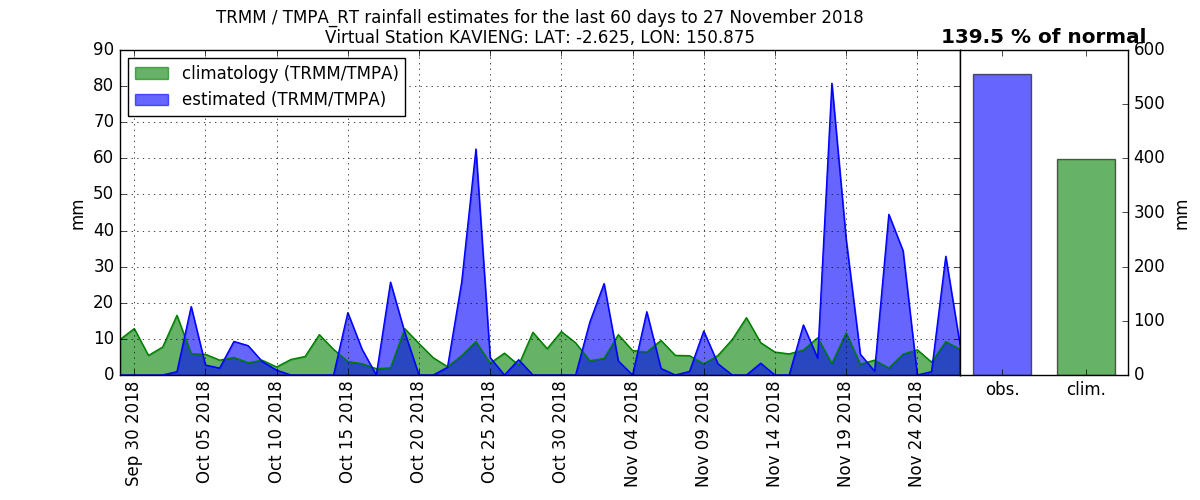 TRMM / TMPA_RT rainfall estimates for the last 60 days to 27 November 2018
Virtual Station KAVIENG: LAT: -2.625, LON: 150.875
139.5 % of normal
climatology (TRMM/TMPA)
estimated (TRMM/TMPA)
mm
90
80
70
60
50
40
30
20
10
0
Sep 30 2018
Oct 05 2018
Oct 10 2018
Oct 15 2018
Oct 20 2018
Oct 25 2018
Oct 30 2018
Nov 04 2018
Nov 09 2018
Nov 14 2018
Nov 19 2018
Nov 24 2018
obs.
clim.
600
500
400
300
200
100
0
mm